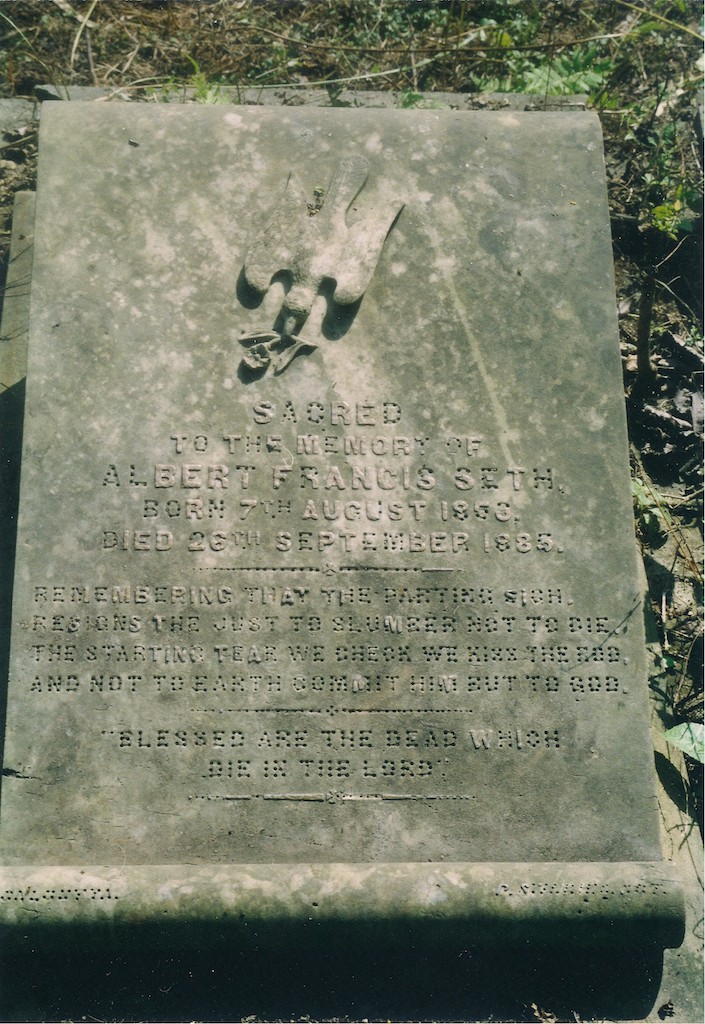 SACRED
TO THE MEMORY OF
ALBERT FRANCIS SETH,
BORN 7TH AUGUST
DIED 26TH SEPTEMBER 1885.
REMEMBERING THAT THE PARTING SIGH,
RESIGNS THE JUST TO SLUMBER NOT TO DIE,
THE STARTING TEAR WE CHECK WE KISS THE ROD,
AND NOT TO EARTH COMMIT HIM BUT TO GOD.
"BLESSED ARE THE DEAD WHICH
DIE IN THE LORD".
CALCUTTA.